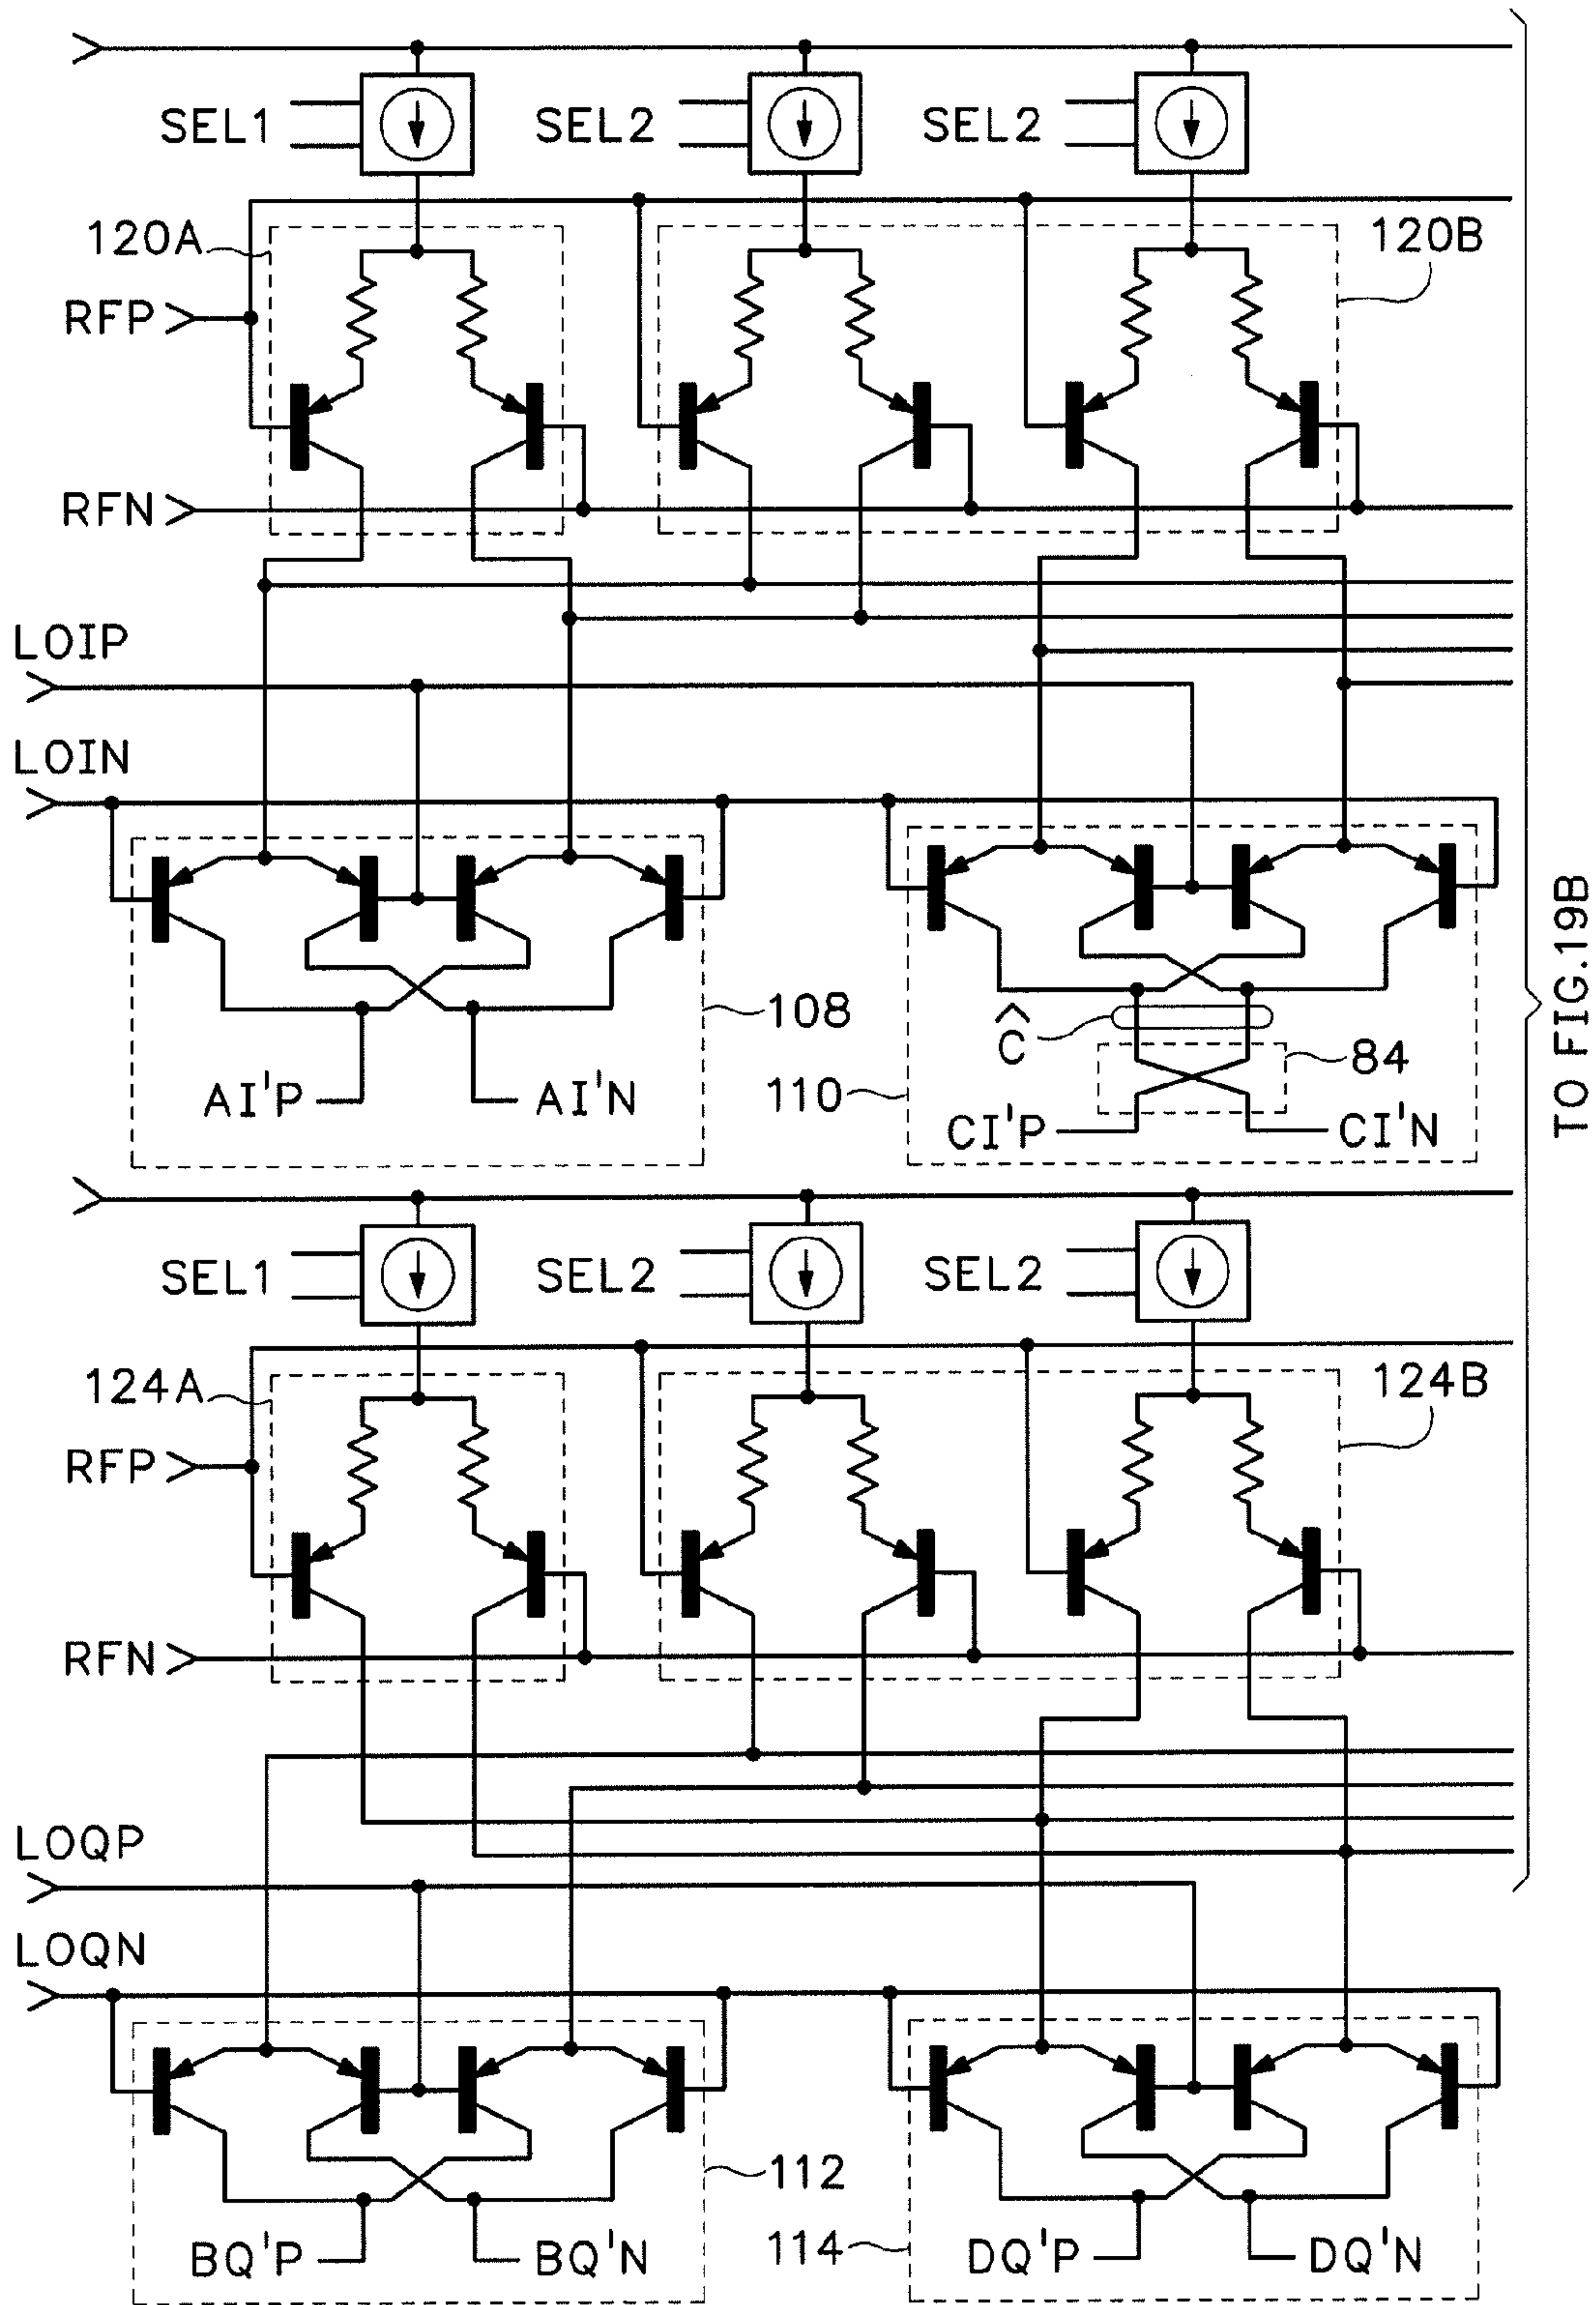 SEL1
SEL2
SEL2
120A
120B
RFP
RFN
LOIP
LOIN
108
Ĉ
84
110
AI'P
AI'N
CI'P
CI'N
TO FIG.19B
SEL1
SEL2
SEL2
124A
124B
RFP
RFN
LOQP
LOQN
112
114
BQ'P
BQ'N
DQ'P
DQ'N